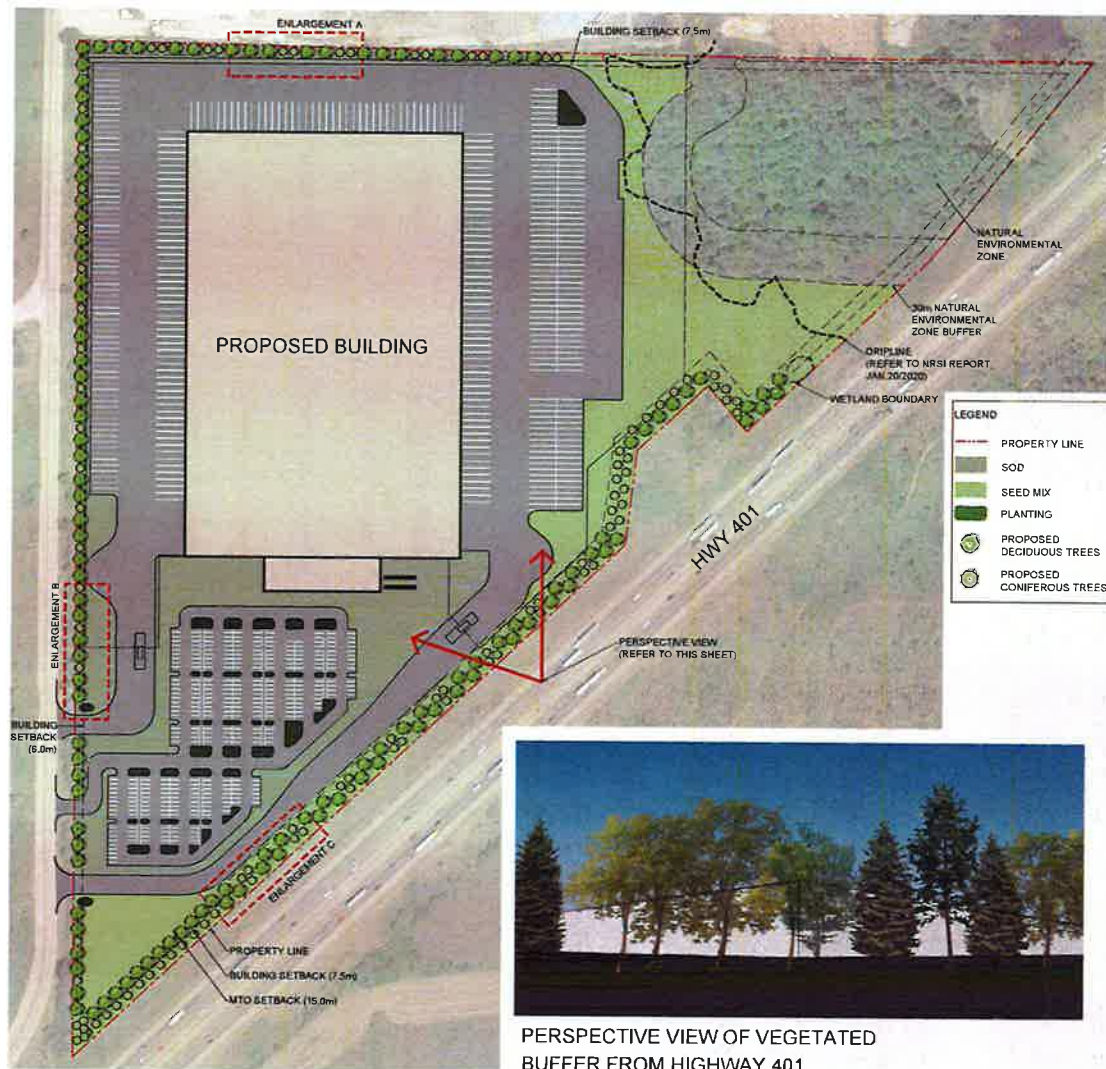 ENLARGEMENT A
BUILDING SETBACK (7.5m)
PROPOSED BUILDING
NATURAL
ENVIRONMENTAL
ZONE
30m NATURAL
ENVIRONMENTAL
ZONE BUFFER
DRIPLINE
(REFER TO NRSI REPORT
JAN 20/2020)
WETLAND BOUNDARY
LEGEND
PROPERTY LINE
SOD
SEED MIX
PLANTING
PROPOSED
DECIDUOUS TREES
PROPOSED
CONIFEROUS TREES
HWY 401
ENLARGEMENT B
PERSPECTIVE VIEW
(REFER TO THIS SHEET)
BUILDING
SETBACK
(6.0m)
ENLARGEMENT C
PROPERTY LINE
BUILDING SETBACK (7.5m)
MTO SETBACK (15.0m)
PERSPECTIVE VIEW OF VEGETATED
BUFFER FROM HIGHWAY 401